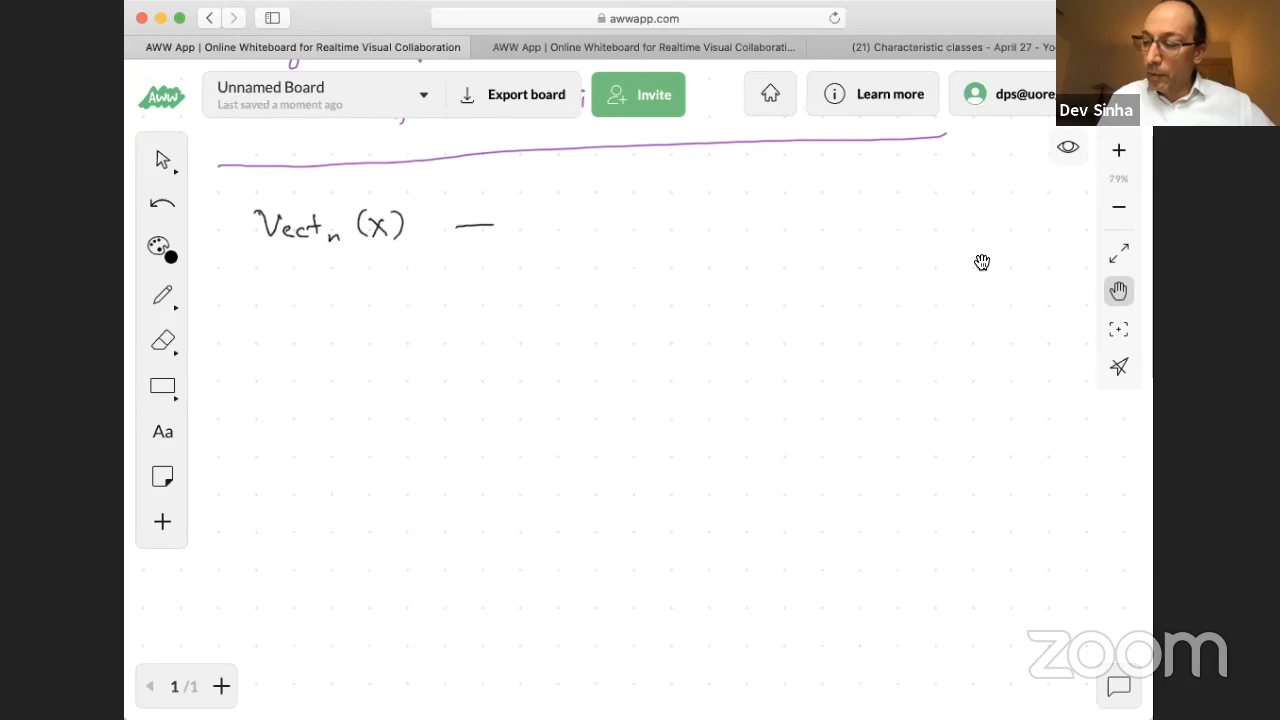 awwapp.com
AWW App | Online Whiteboard for Realtime Visual Collaboration
AWW App | Online Whiteboard for Realtime Visual Collaborati...
(21) Characteristic classes - April 27 - Yo
AWW
Unnamed Board
Last saved a moment ago
Export board
Invite
Learn more
dps@uore
Dev Sinha
79%
Vectₙ (X) —
Aa
1 /1
zoom